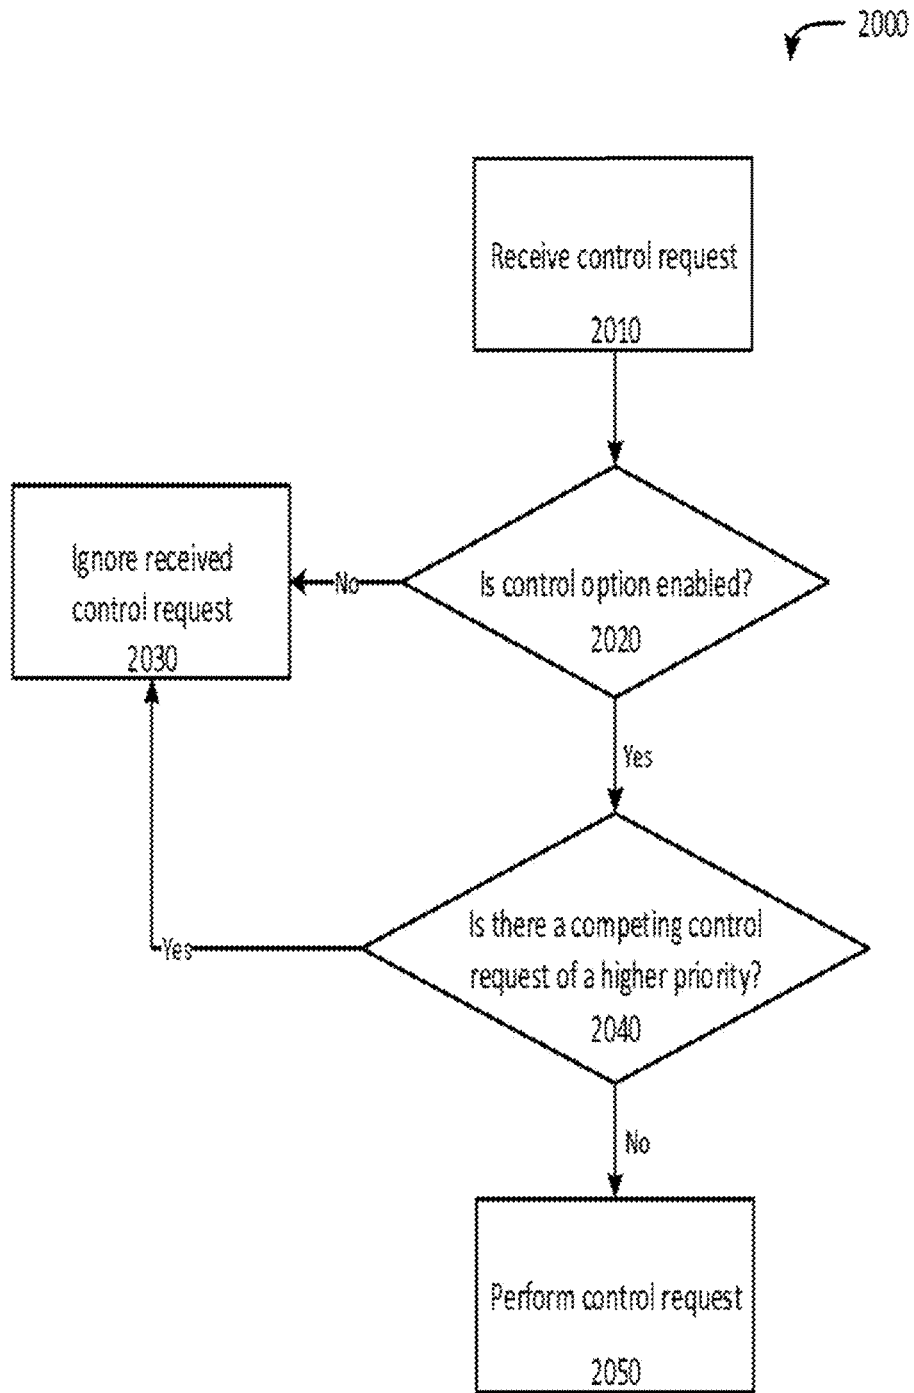 2000
Receive control request
2010
Is control option enabled?
2020
No
Ignore received
control request
2030
Yes
Is there a competing control
request of a higher priority?
2040
Yes
No
Perform control request
2050